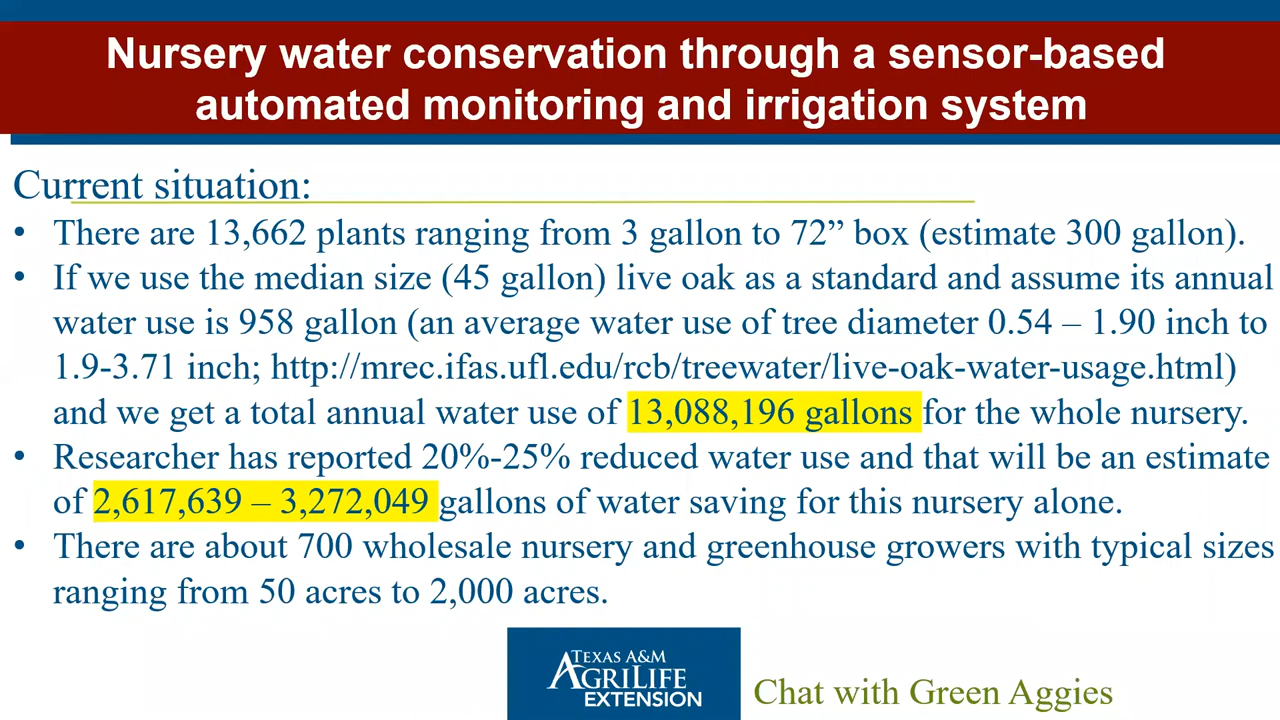 Nursery water conservation through a sensor-based
automated monitoring and irrigation system
Current situation:
• There are 13,662 plants ranging from 3 gallon to 72” box (estimate 300 gallon).
• If we use the median size (45 gallon) live oak as a standard and assume its annual
water use is 958 gallon (an average water use of tree diameter 0.54 – 1.90 inch to
1.9-3.71 inch; http://mrec.ifas.ufl.edu/rcb/treewater/live-oak-water-usage.html)
and we get a total annual water use of 13,088,196 gallons for the whole nursery.
• Researcher has reported 20%-25% reduced water use and that will be an estimate
of 2,617,639 – 3,272,049 gallons of water saving for this nursery alone.
• There are about 700 wholesale nursery and greenhouse growers with typical sizes
ranging from 50 acres to 2,000 acres.
TEXAS A&M
AGRILIFE
EXTENSION
Chat with Green Aggies